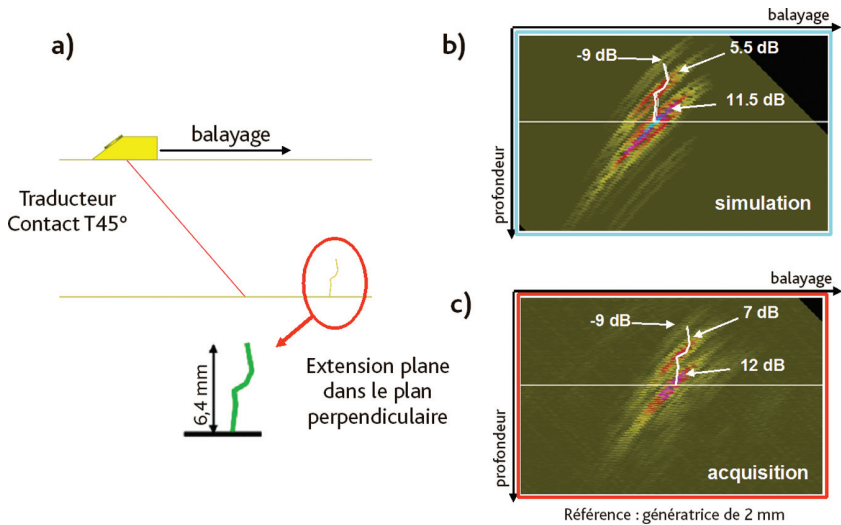 a)
balayage
Traducteur
Contact T45°
6,4 mm
Extension plane
dans le plan
perpendiculaire
b)
balayage
-9 dB
5.5 dB
11.5 dB
profondeur
simulation
c)
balayage
-9 dB
7 dB
12 dB
profondeur
acquisition
Référence : génératrice de 2 mm